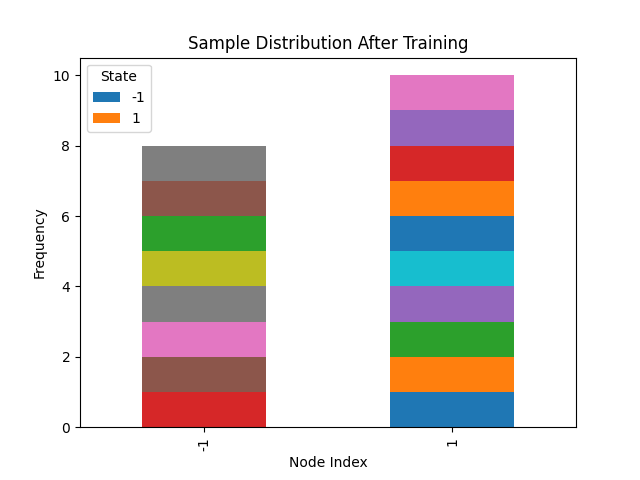 Sample Distribution After Training
State
-1
1
10
8
6
4
2
0
Frequency
-1
1
Node Index